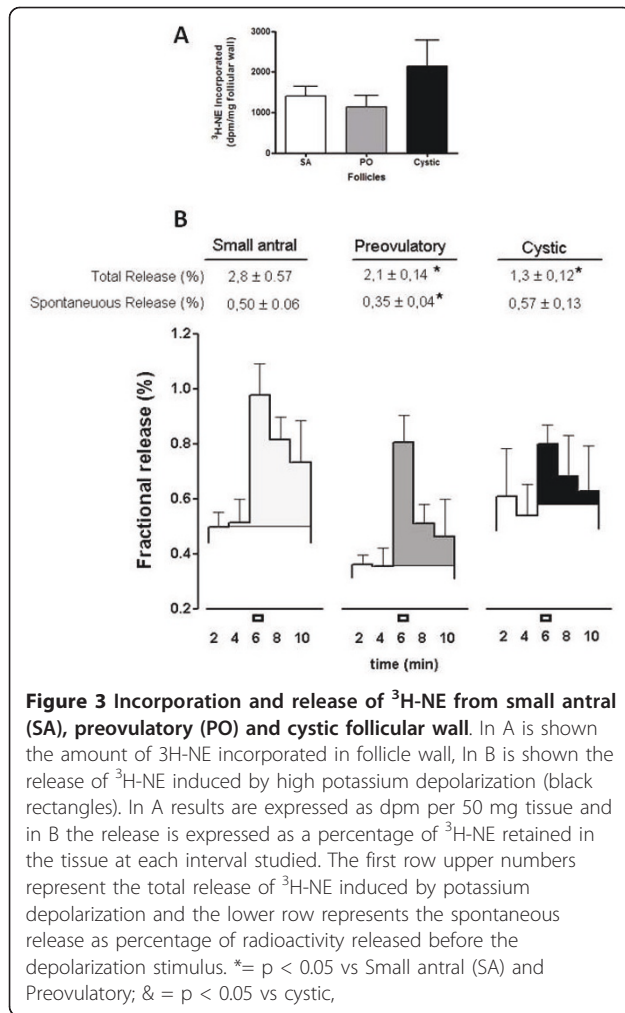 A
³H-NE Incorporated
(dpm/mg folliular wall)
3000
2000
1000
0
SA PO Cystic
Follicles
B
Small antral Preovulatory Cystic
Total Release (%) 2,8 ± 0.57 2,1 ± 0,14 * 1,3 ± 0,12*
Spontaneuous Release (%) 0,50 ± 0.06 0,35 ± 0,04* 0,57 ± 0,13
Fractional release (%)
1.2
1.0
0.8
0.6
0.4
0.2
2 4 6 8 10 2 4 6 8 10 2 4 6 8 10
time (min)
Figure 3 Incorporation and release of ³H-NE from small antral
(SA), preovulatory (PO) and cystic follicular wall. In A is shown
the amount of 3H-NE incorporated in follicle wall, In B is shown the
release of ³H-NE induced by high potassium depolarization (black
rectangles). In A results are expressed as dpm per 50 mg tissue and
in B the release is expressed as a percentage of ³H-NE retained in
the tissue at each interval studied. The first row upper numbers
represent the total release of ³H-NE induced by potassium
depolarization and the lower row represents the spontaneous
release as percentage of radioactivity released before the
depolarization stimulus. *= p < 0.05 vs Small antral (SA) and
Preovulatory; & = p < 0.05 vs cystic,